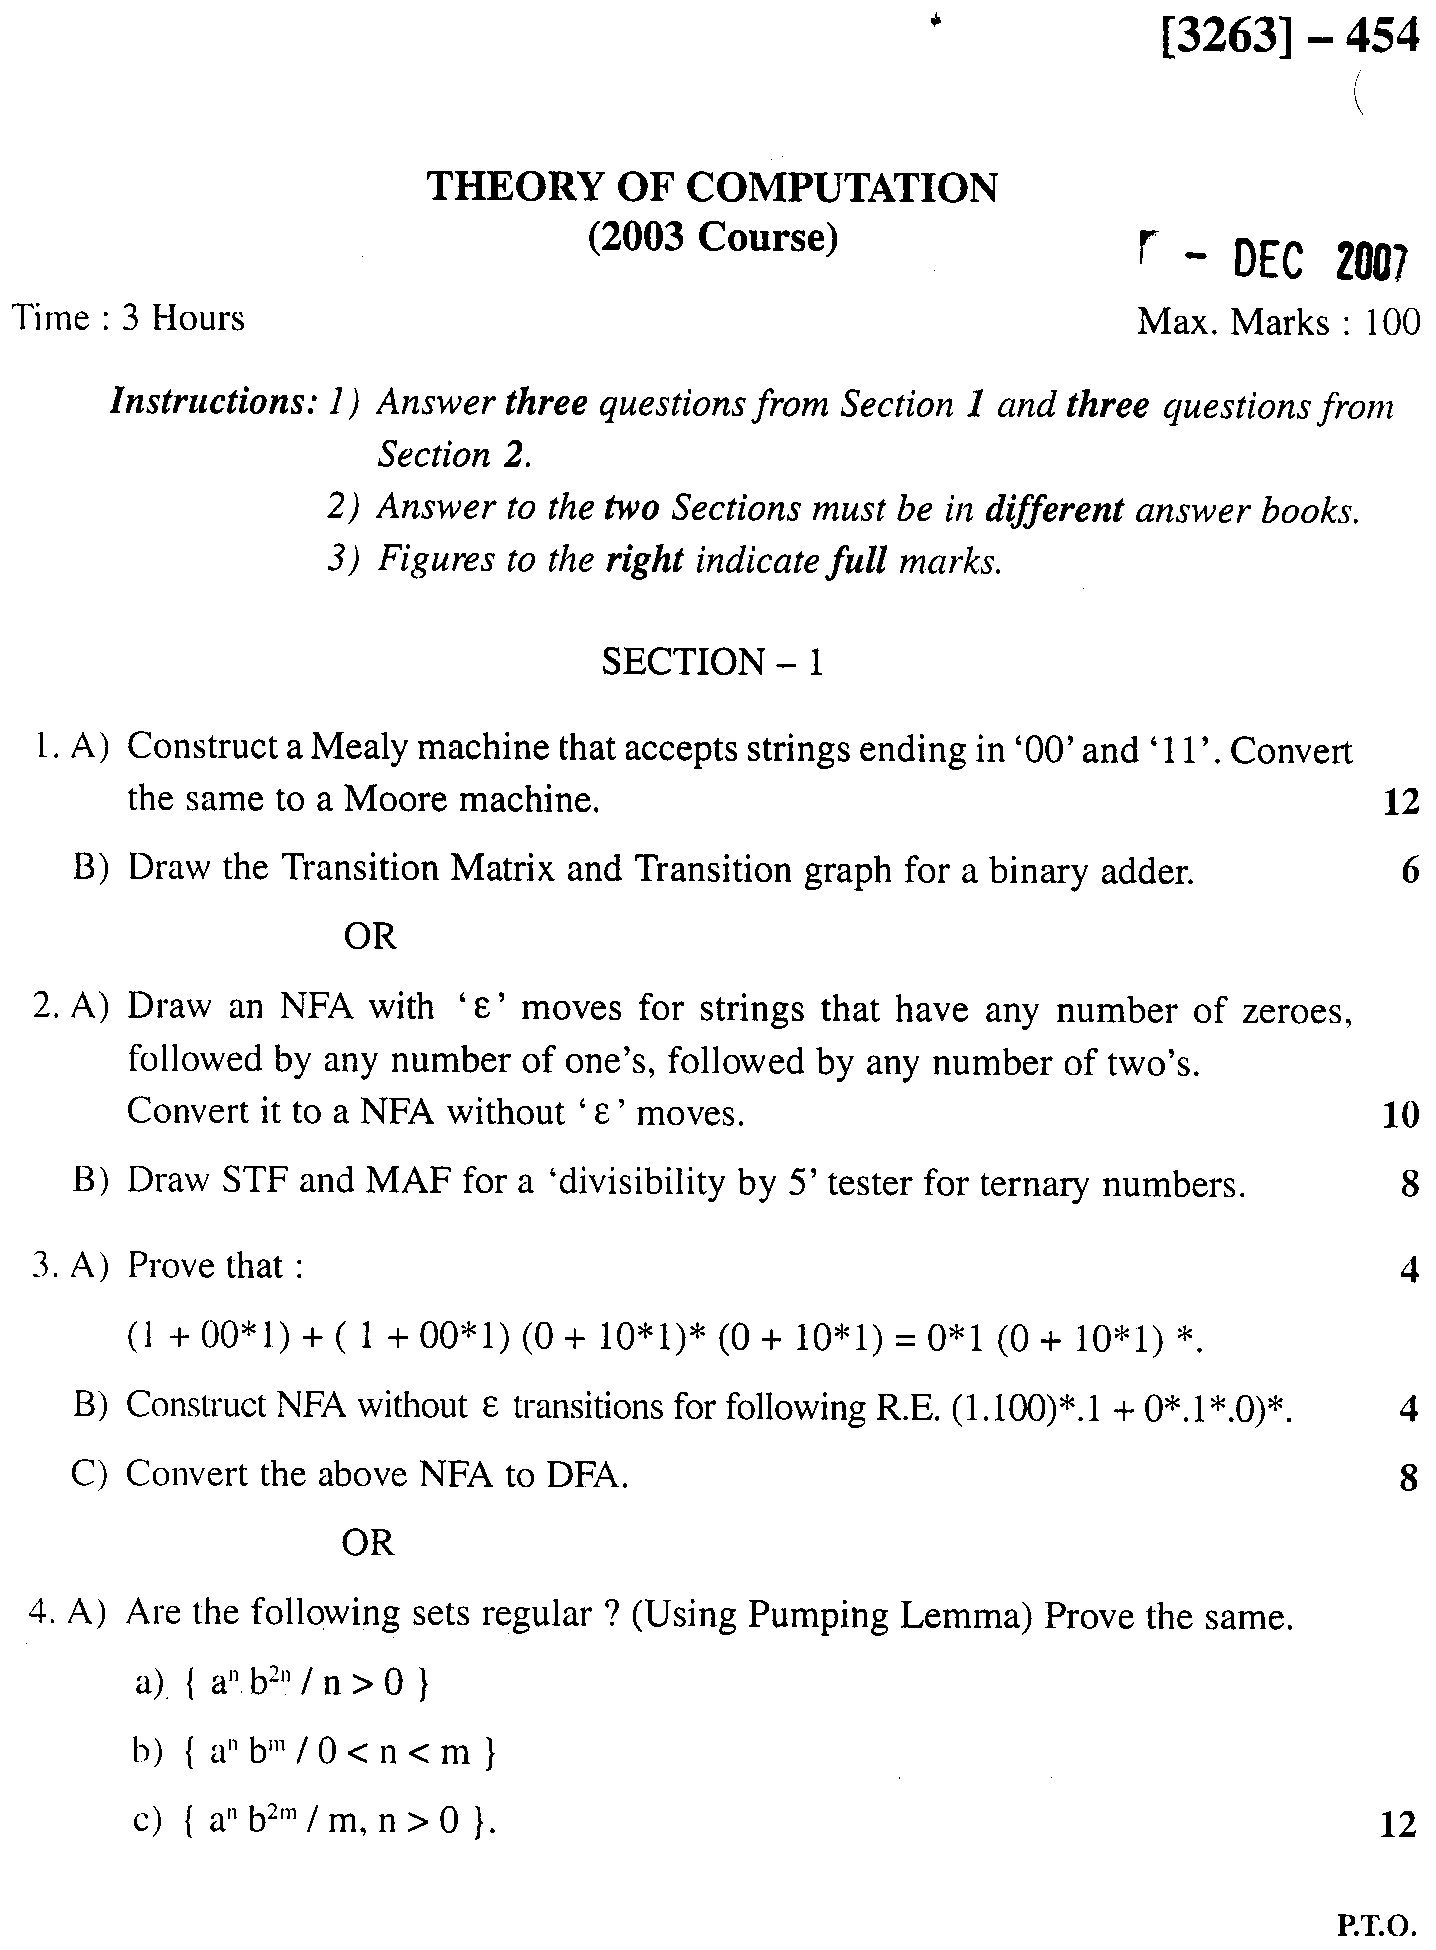 [3263] – 454
THEORY OF COMPUTATION
(2003 Course)
- DEC 2007
Time : 3 Hours
Max. Marks : 100
Instructions: 1) Answer three questions from Section 1 and three questions from
Section 2.
2) Answer to the two Sections must be in different answer books.
3) Figures to the right indicate full marks.
SECTION – 1
1. A) Construct a Mealy machine that accepts strings ending in ‘00’ and ‘11’. Convert
the same to a Moore machine. 12
B) Draw the Transition Matrix and Transition graph for a binary adder. 6
OR
2. A) Draw an NFA with ‘ε’ moves for strings that have any number of zeroes,
followed by any number of one’s, followed by any number of two’s.
Convert it to a NFA without ‘ε’ moves. 10
B) Draw STF and MAF for a ‘divisibility by 5’ tester for ternary numbers. 8
3. A) Prove that : 4
(1 + 00*1) + ( 1 + 00*1) (0 + 10*1)* (0 + 10*1) = 0*1 (0 + 10*1) *.
B) Construct NFA without ε transitions for following R.E. (1.100)*.1 + 0*.1*.0)*. 4
C) Convert the above NFA to DFA. 8
OR
4. A) Are the following sets regular ? (Using Pumping Lemma) Prove the same.
a) { aⁿ b²ⁿ / n > 0 }
b) { aⁿ bᵐ / 0 < n < m }
c) { aⁿ b²ᵐ / m, n > 0 }. 12
P.T.O.